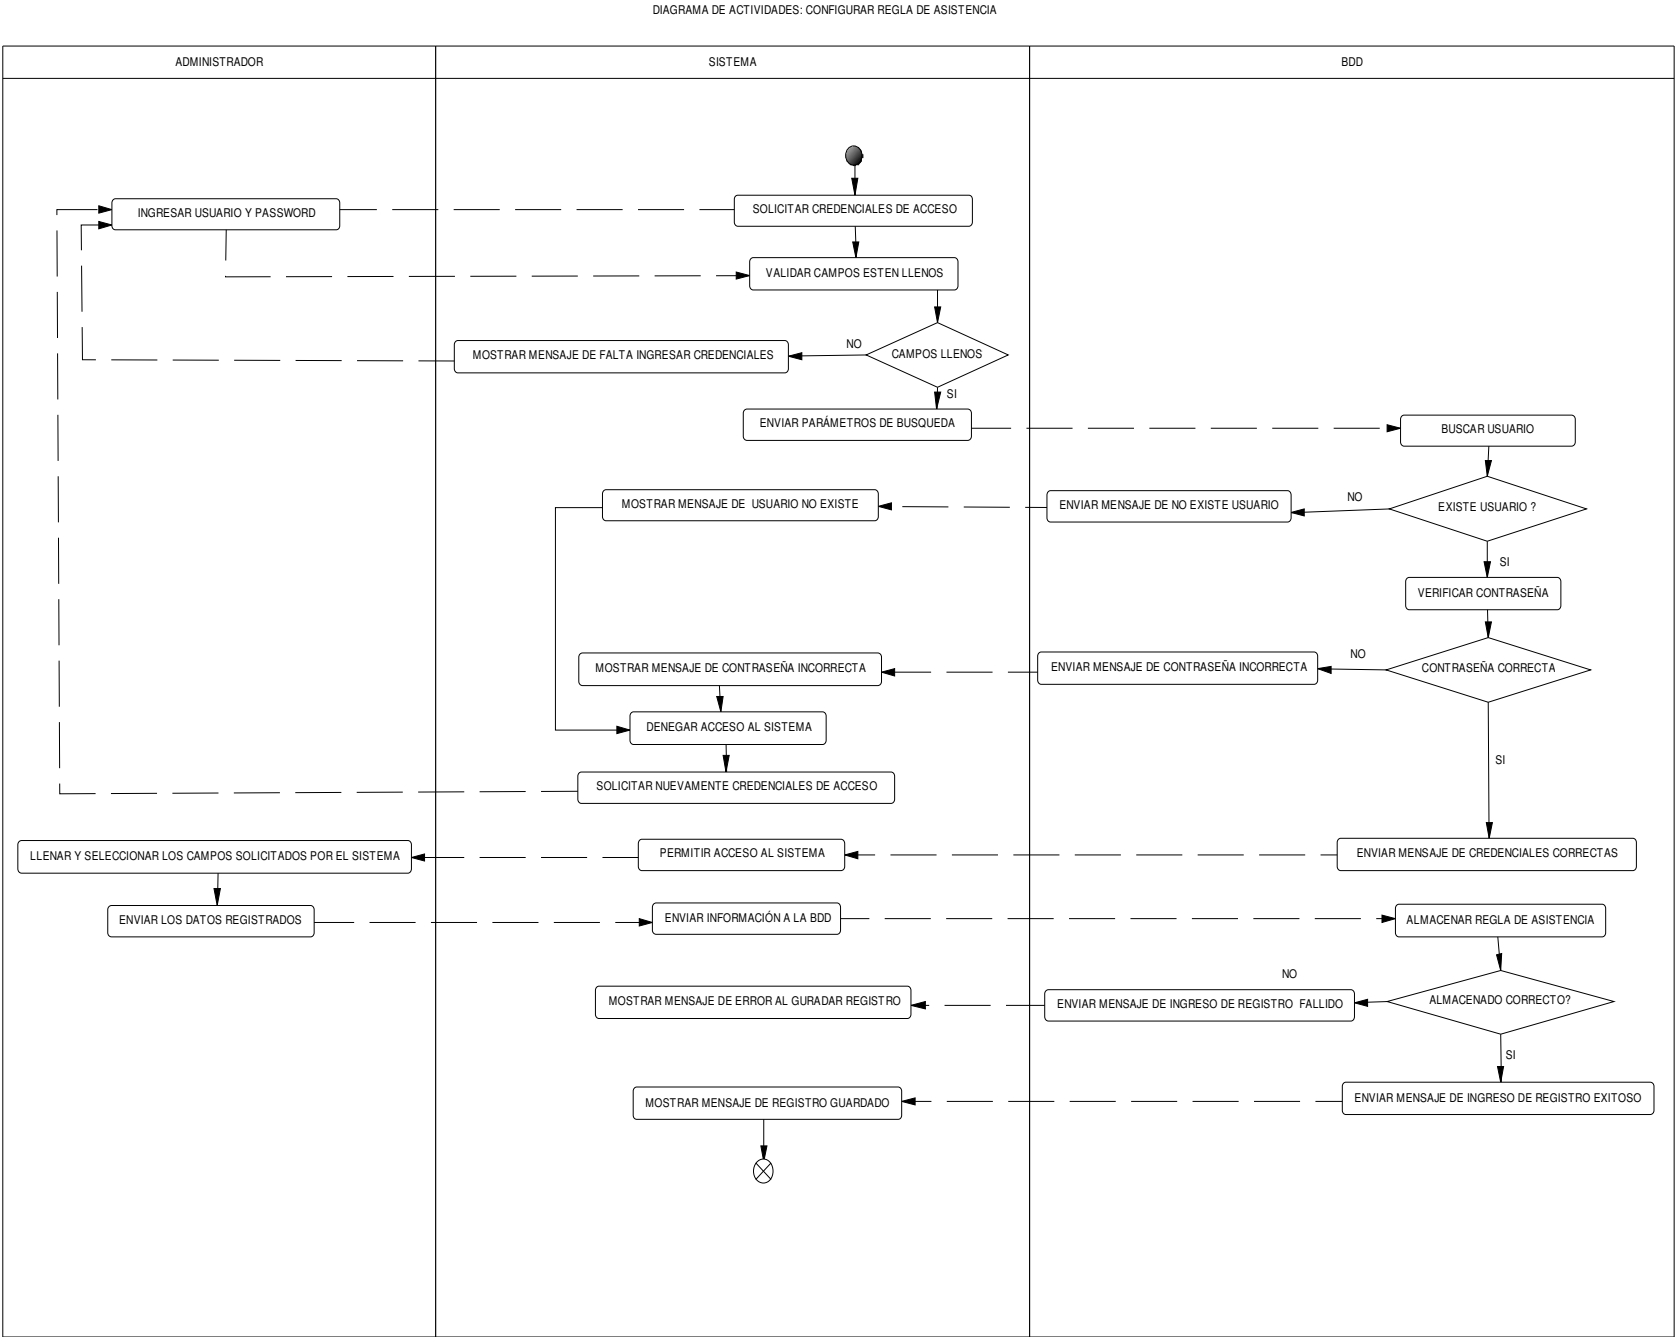 DIAGRAMA DE ACTIVIDADES: CONFIGURAR REGLA DE ASISTENCIA
ADMINISTRADOR
SISTEMA
BDD
INGRESAR USUARIO Y PASSWORD
SOLICITAR CREDENCIALES DE ACCESO
VALIDAR CAMPOS ESTEN LLENOS
MOSTRAR MENSAJE DE FALTA INGRESAR CREDENCIALES
NO
CAMPOS LLENOS
SI
ENVIAR PARÁMETROS DE BUSQUEDA
BUSCAR USUARIO
MOSTRAR MENSAJE DE  USUARIO NO EXISTE
ENVIAR MENSAJE DE NO EXISTE USUARIO
NO
EXISTE USUARIO ?
SI
VERIFICAR CONTRASEÑA
MOSTRAR MENSAJE DE CONTRASEÑA INCORRECTA
ENVIAR MENSAJE DE CONTRASEÑA INCORRECTA
NO
CONTRASEÑA CORRECTA
DENEGAR ACCESO AL SISTEMA
SI
SOLICITAR NUEVAMENTE CREDENCIALES DE ACCESO
LLENAR Y SELECCIONAR LOS CAMPOS SOLICITADOS POR EL SISTEMA
PERMITIR ACCESO AL SISTEMA
ENVIAR MENSAJE DE CREDENCIALES CORRECTAS
ENVIAR LOS DATOS REGISTRADOS
ENVIAR INFORMACIÓN A LA BDD
ALMACENAR REGLA DE ASISTENCIA
NO
MOSTRAR MENSAJE DE ERROR AL GURADAR REGISTRO
ENVIAR MENSAJE DE INGRESO DE REGISTRO  FALLIDO
ALMACENADO CORRECTO?
SI
MOSTRAR MENSAJE DE REGISTRO GUARDADO
ENVIAR MENSAJE DE INGRESO DE REGISTRO EXITOSO